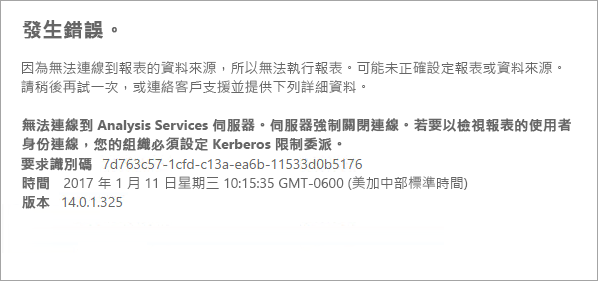 發生錯誤。
因為無法連線到報表的資料來源，所以無法執行報表。可能未正確設定報表或資料來源。
請稍後再試一次，或連絡客戶支援並提供下列詳細資料。
無法連線到 Analysis Services 伺服器。伺服器強制關閉連線。若要以檢視報表的使用者
身份連線，您的組織必須設定 Kerberos 限制委派。
要求識別碼 7d763c57-1cfd-c13a-ea6b-11533d0b5176
時間 2017 年 1 月 11 日星期三 10:15:35 GMT-0600 (美加中部標準時間)
版本 14.0.1.325